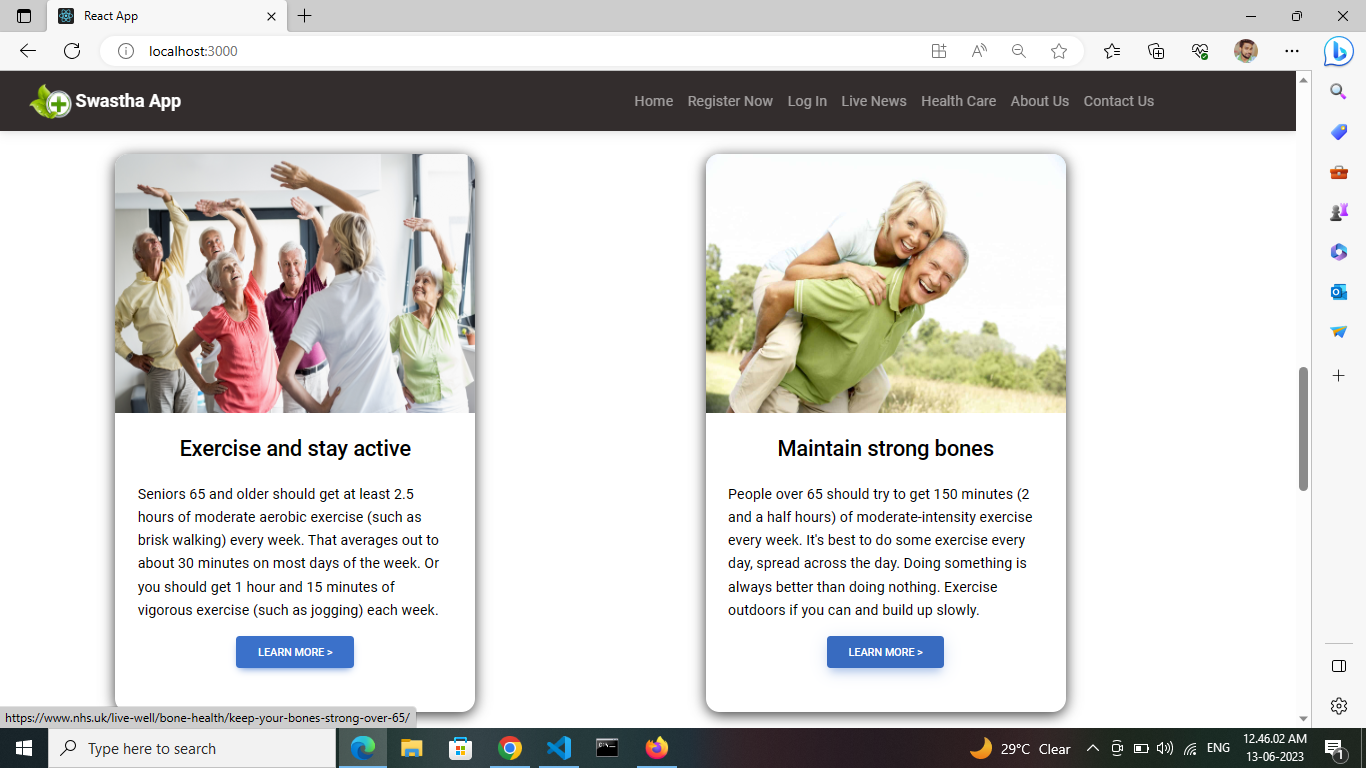 React App
localhost:3000
Swastha App
Home Register Now Log In Live News Health Care About Us Contact Us
Exercise and stay active
Seniors 65 and older should get at least 2.5
hours of moderate aerobic exercise (such as
brisk walking) every week. That averages out to
about 30 minutes on most days of the week. Or
you should get 1 hour and 15 minutes of
vigorous exercise (such as jogging) each week.
LEARN MORE >
Maintain strong bones
People over 65 should try to get 150 minutes (2
and a half hours) of moderate-intensity exercise
every week. It's best to do some exercise every
day, spread across the day. Doing something is
always better than doing nothing. Exercise
outdoors if you can and build up slowly.
LEARN MORE >
https://www.nhs.uk/live-well/bone-health/keep-your-bones-strong-over-65/
Type here to search
29°C Clear
ENG
12.46.02 AM
13-06-2023
1